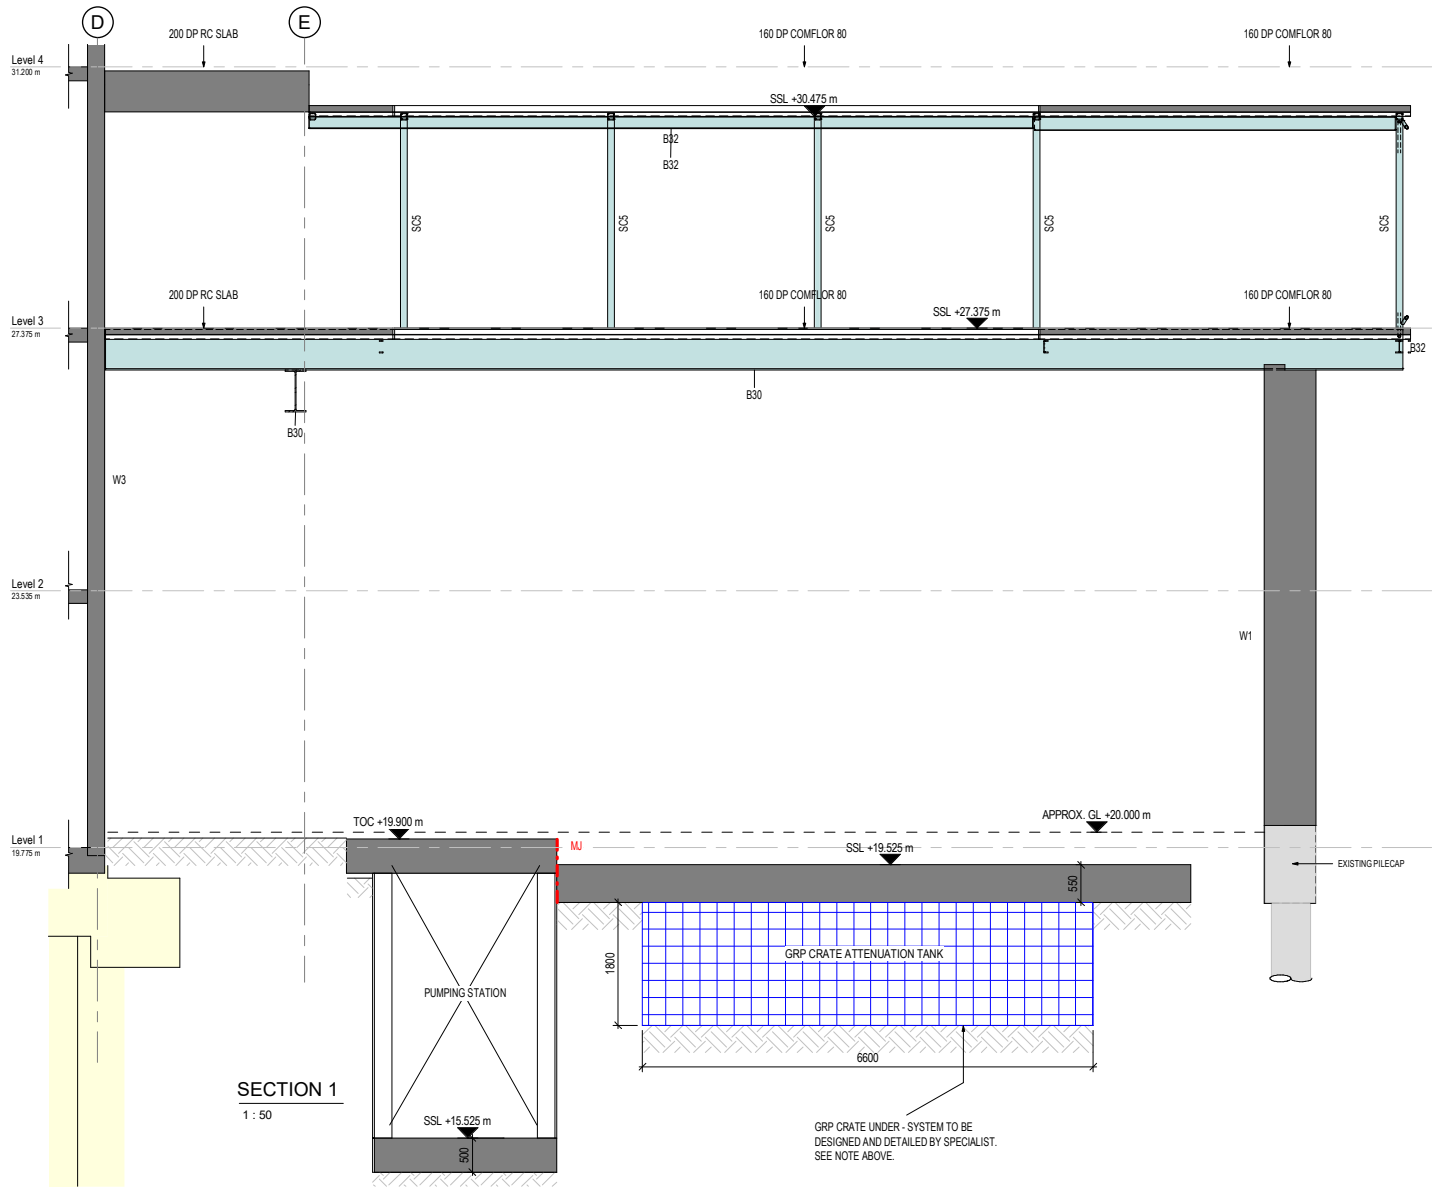 D
E
200 DP RC SLAB
160 DP COMFLOR 80
160 DP COMFLOR 80
Level 4
31.200 m
SSL +30.475 m
B32
B32
SC5
SC5
SC5
SC5
SC5
200 DP RC SLAB
160 DP COMFLOR 80
160 DP COMFLOR 80
SSL +27.375 m
Level 3
27.375 m
B32
B30
B30
W3
Level 2
23.535 m
W1
APPROX. GL +20.000 m
TOC +19.900 m
Level 1
19.775 m
MJ
SSL +19.525 m
EXISTING PILECAP
550
GRP CRATE ATTENUATION TANK
1800
PUMPING STATION
6600
SECTION 1
1 : 50
SSL +15.525 m
500
GRP CRATE UNDER - SYSTEM TO BE
DESIGNED AND DETAILED BY SPECIALIST.
SEE NOTE ABOVE.